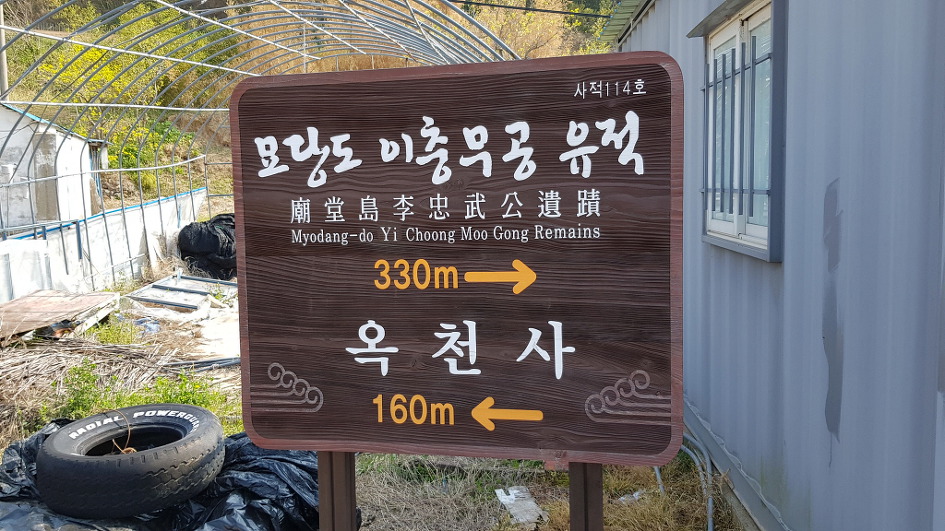 사적114호
묘당도 이충무공 유적
廟堂島李忠武公遺蹟
Myodang-do Yi Choong Moo Gong Remains
330m →
옥천사
160m ←
RADIAL POWERGUARD